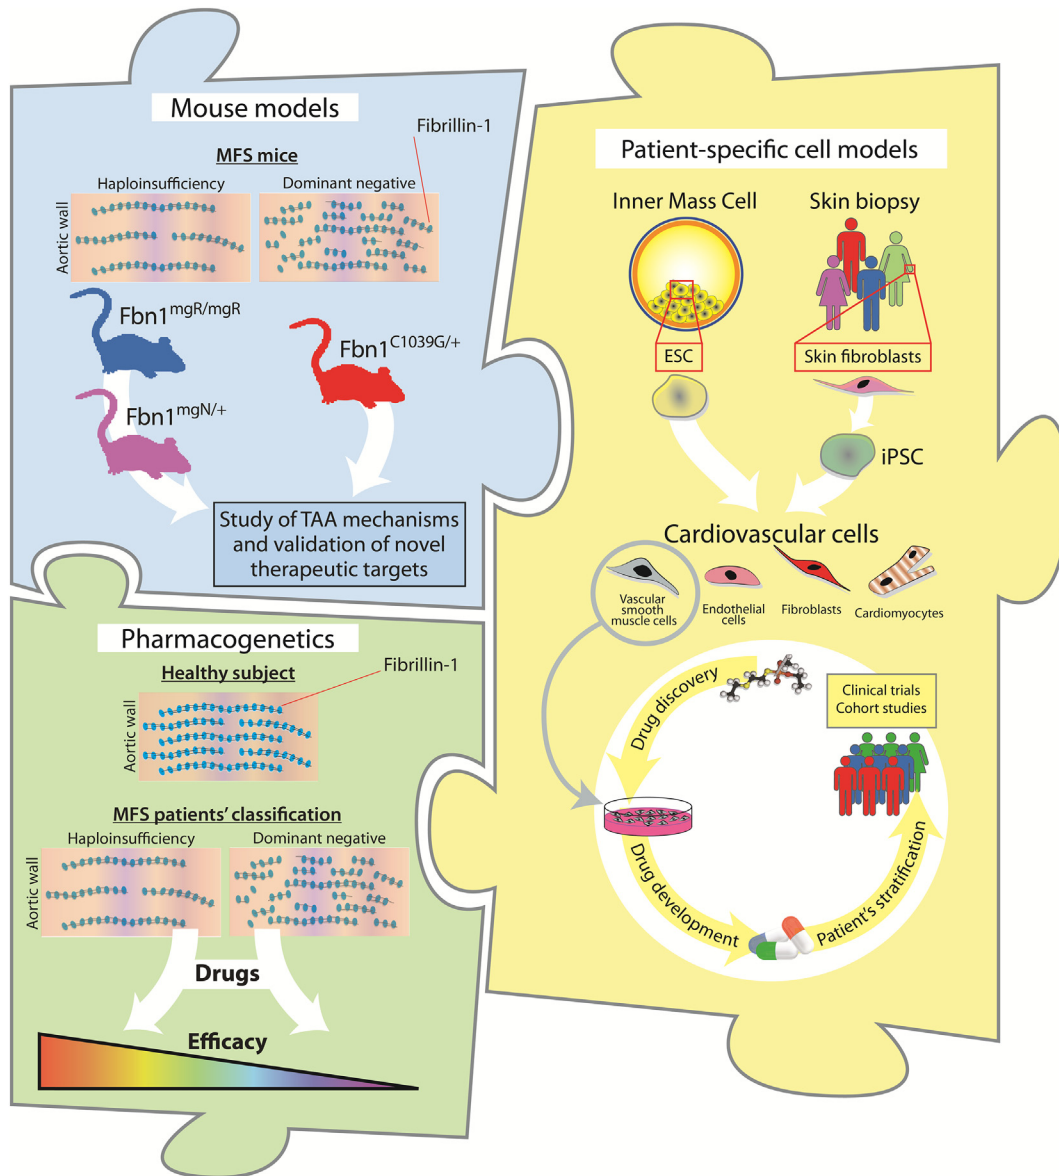 Mouse models
Fibrillin-1
MFS mice
Haploinsufficiency
Dominant negative
Aortic wall
Fbn1mgR/mgR
Fbn1C1039G/+
Fbn1mgN/+
Study of TAA mechanisms
and validation of novel
therapeutic targets
Pharmacogenetics
Healthy subject
Fibrillin-1
Aortic wall
MFS patients’ classification
Haploinsufficiency
Dominant negative
Aortic wall
Drugs
Efficacy
Patient-specific cell models
Inner Mass Cell
Skin biopsy
ESC
Skin fibroblasts
iPSC
Cardiovascular cells
Vascular
smooth
muscle cells
Endothelial
cells
Fibroblasts
Cardiomyocytes
Drug discovery
Clinical trials
Cohort studies
Drug development
Patient's stratification